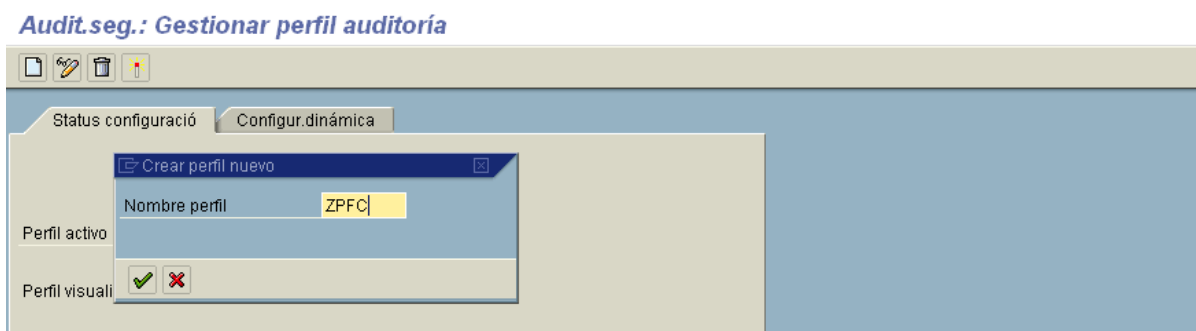 Audit.seg.: Gestionar perfil auditoría
Status configuració
Configur.dinámica
Crear perfil nuevo
Nombre perfil ZPFC
Perfil activo
Perfil visuali